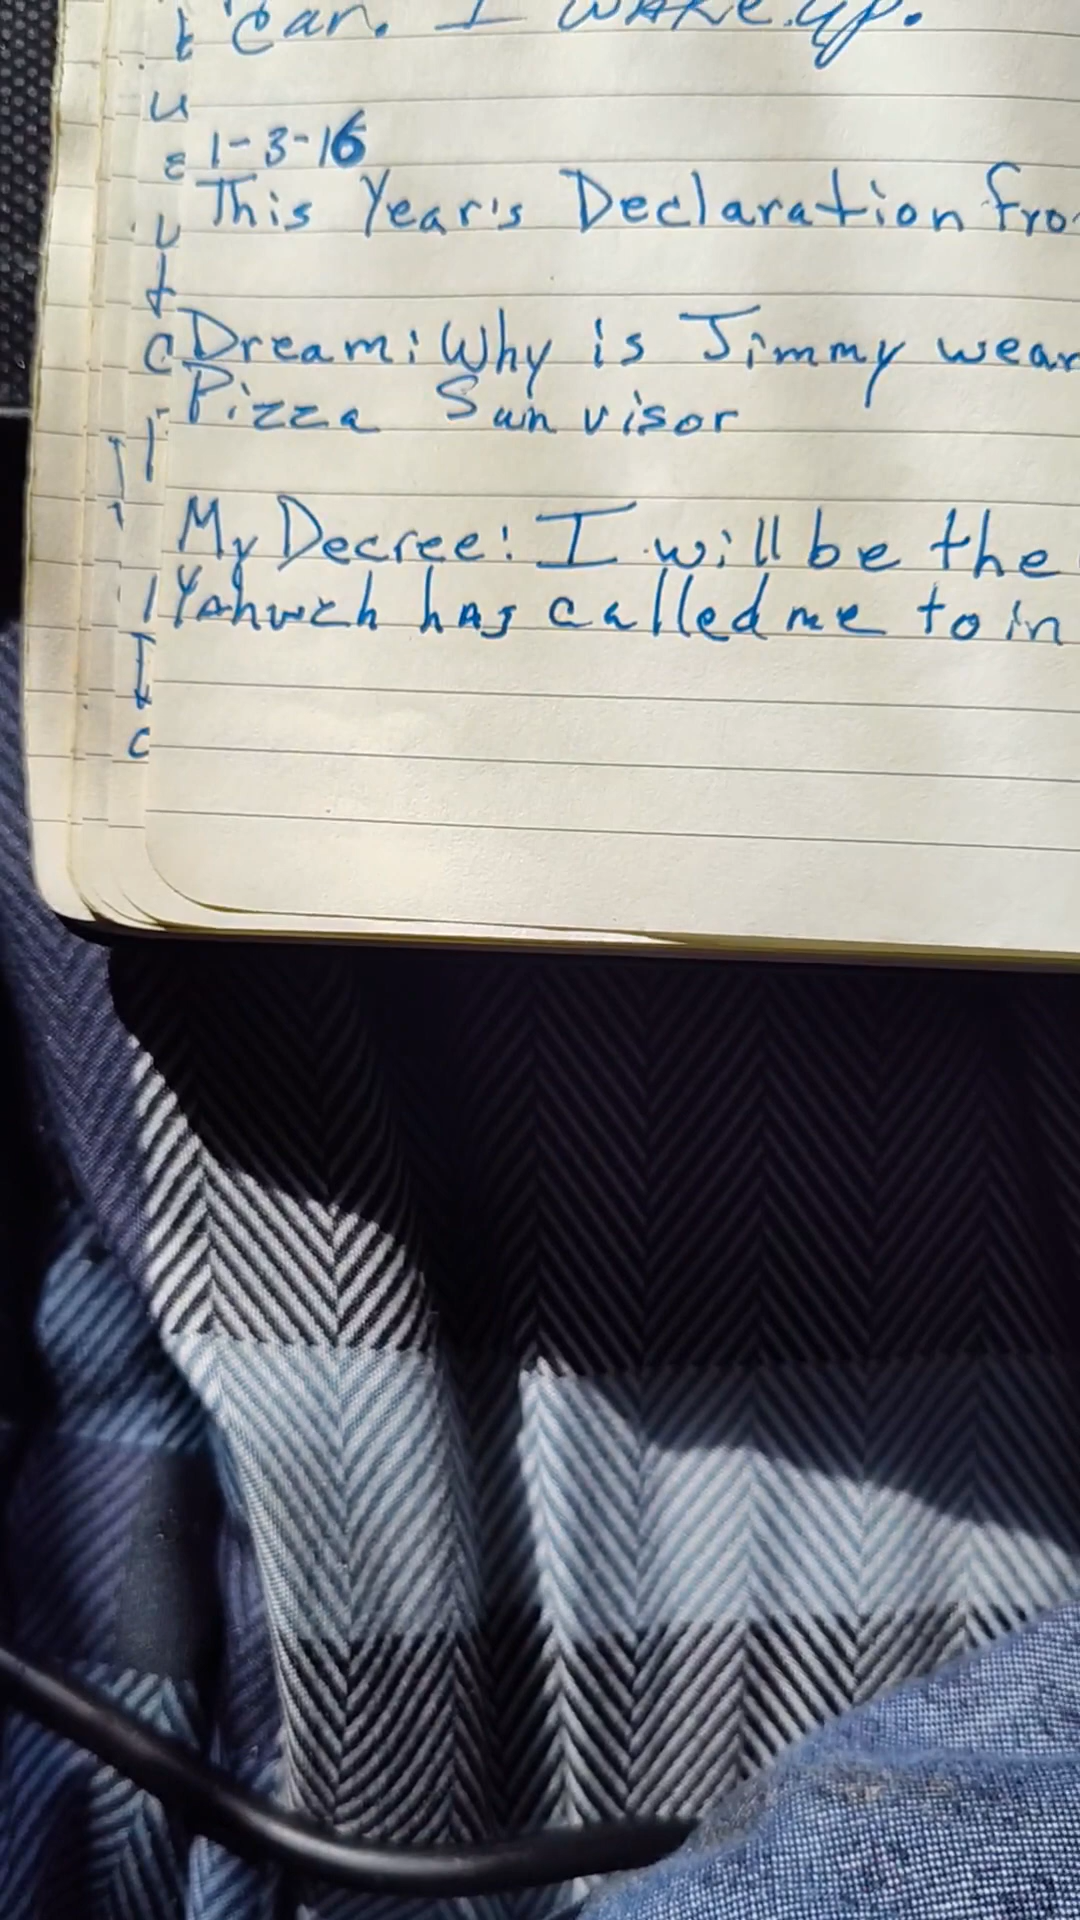 car. I WAKE up.
1-3-16
This Year's Declaration fro
Dream: Why is Jimmy wear
Pizza Sun visor
My Decree: I will be the
Yahweh has called me to in